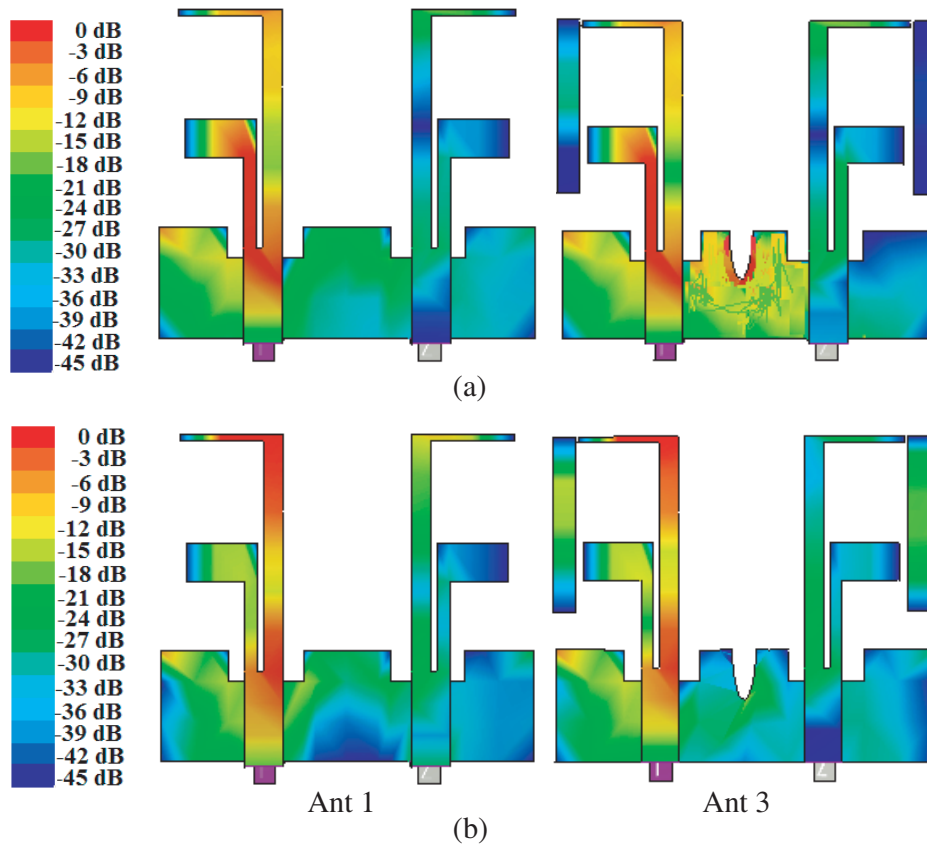 0 dB
-3 dB
-6 dB
-9 dB
-12 dB
-15 dB
-18 dB
-21 dB
-24 dB
-27 dB
-30 dB
-33 dB
-36 dB
-39 dB
-42 dB
-45 dB
(a)
0 dB
-3 dB
-6 dB
-9 dB
-12 dB
-15 dB
-18 dB
-21 dB
-24 dB
-27 dB
-30 dB
-33 dB
-36 dB
-39 dB
-42 dB
-45 dB
Ant 1
Ant 3
(b)